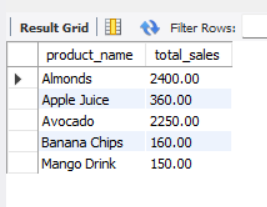 Result Grid Filter Rows:
product_name total_sales
Almonds 2400.00
Apple Juice 360.00
Avocado 2250.00
Banana Chips 160.00
Mango Drink 150.00